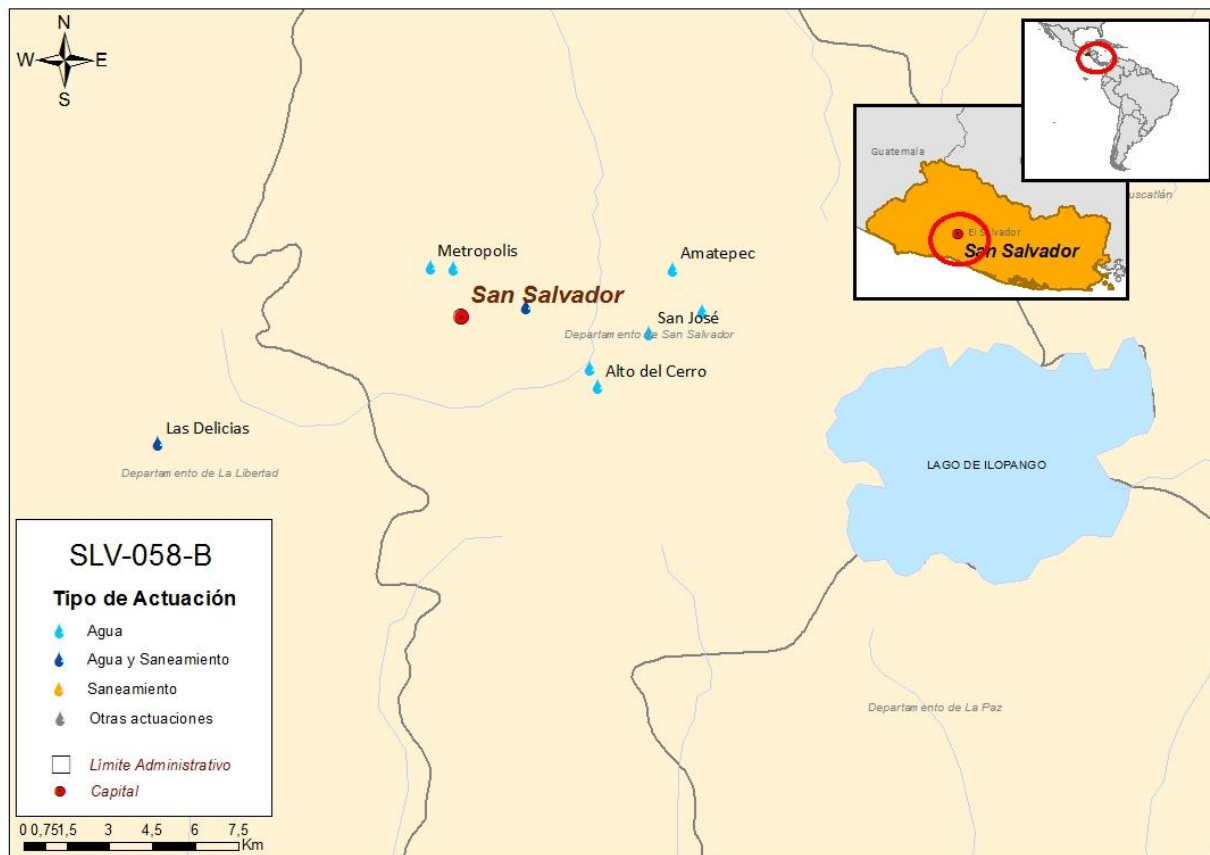 N
W E
S
Guatemala
El Salvador
San Salvador
uscatlán
Metropolis
Amatepec
San Salvador
San José
Departamento de San Salvador
Alto del Cerro
Las Delicias
Departamento de La Libertad
LAGO DE ILOPANGO
Departamento de La Paz
SLV-058-B
Tipo de Actuación
Agua
Agua y Saneamiento
Saneamiento
Otras actuaciones
Límite Administrativo
Capital
0 0,75 1,5 3 4,5 6 7,5
Km